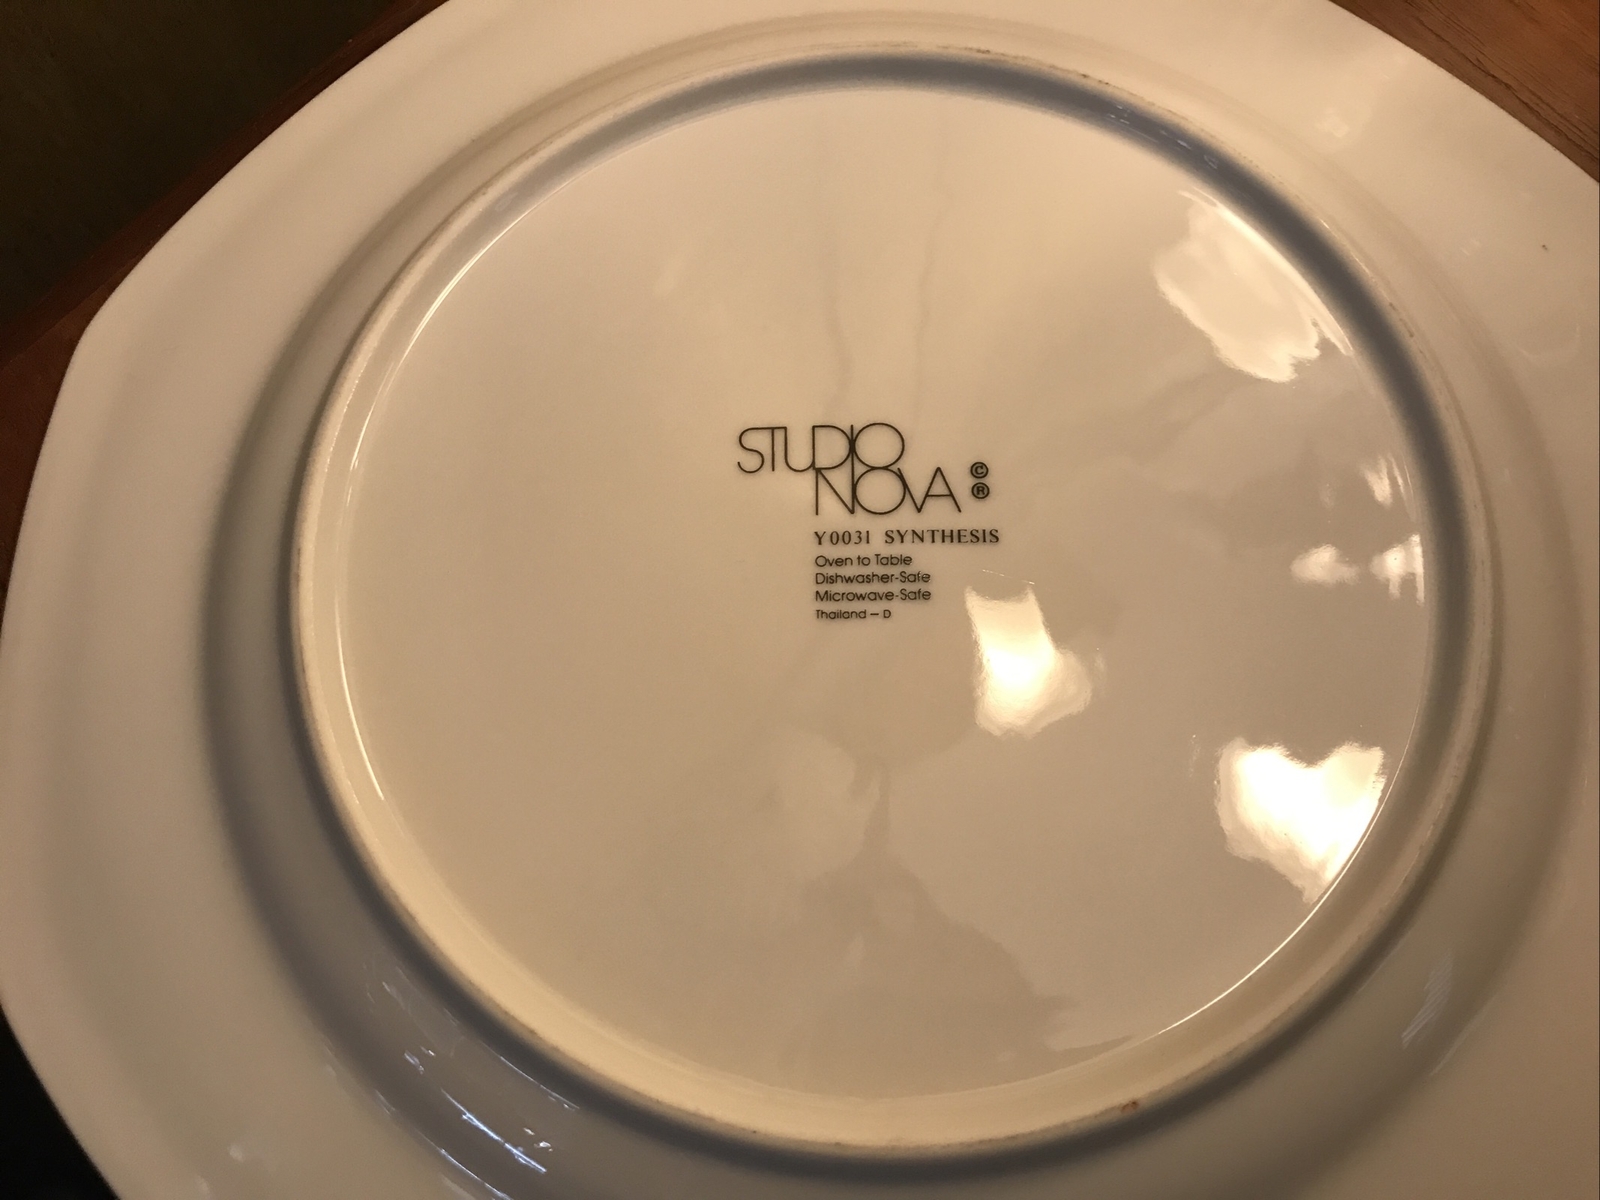 STUDIO
NOVA © ®
Y0031 SYNTHESIS
Oven to Table
Dishwasher-Safe
Microwave-Safe
Thailand – D